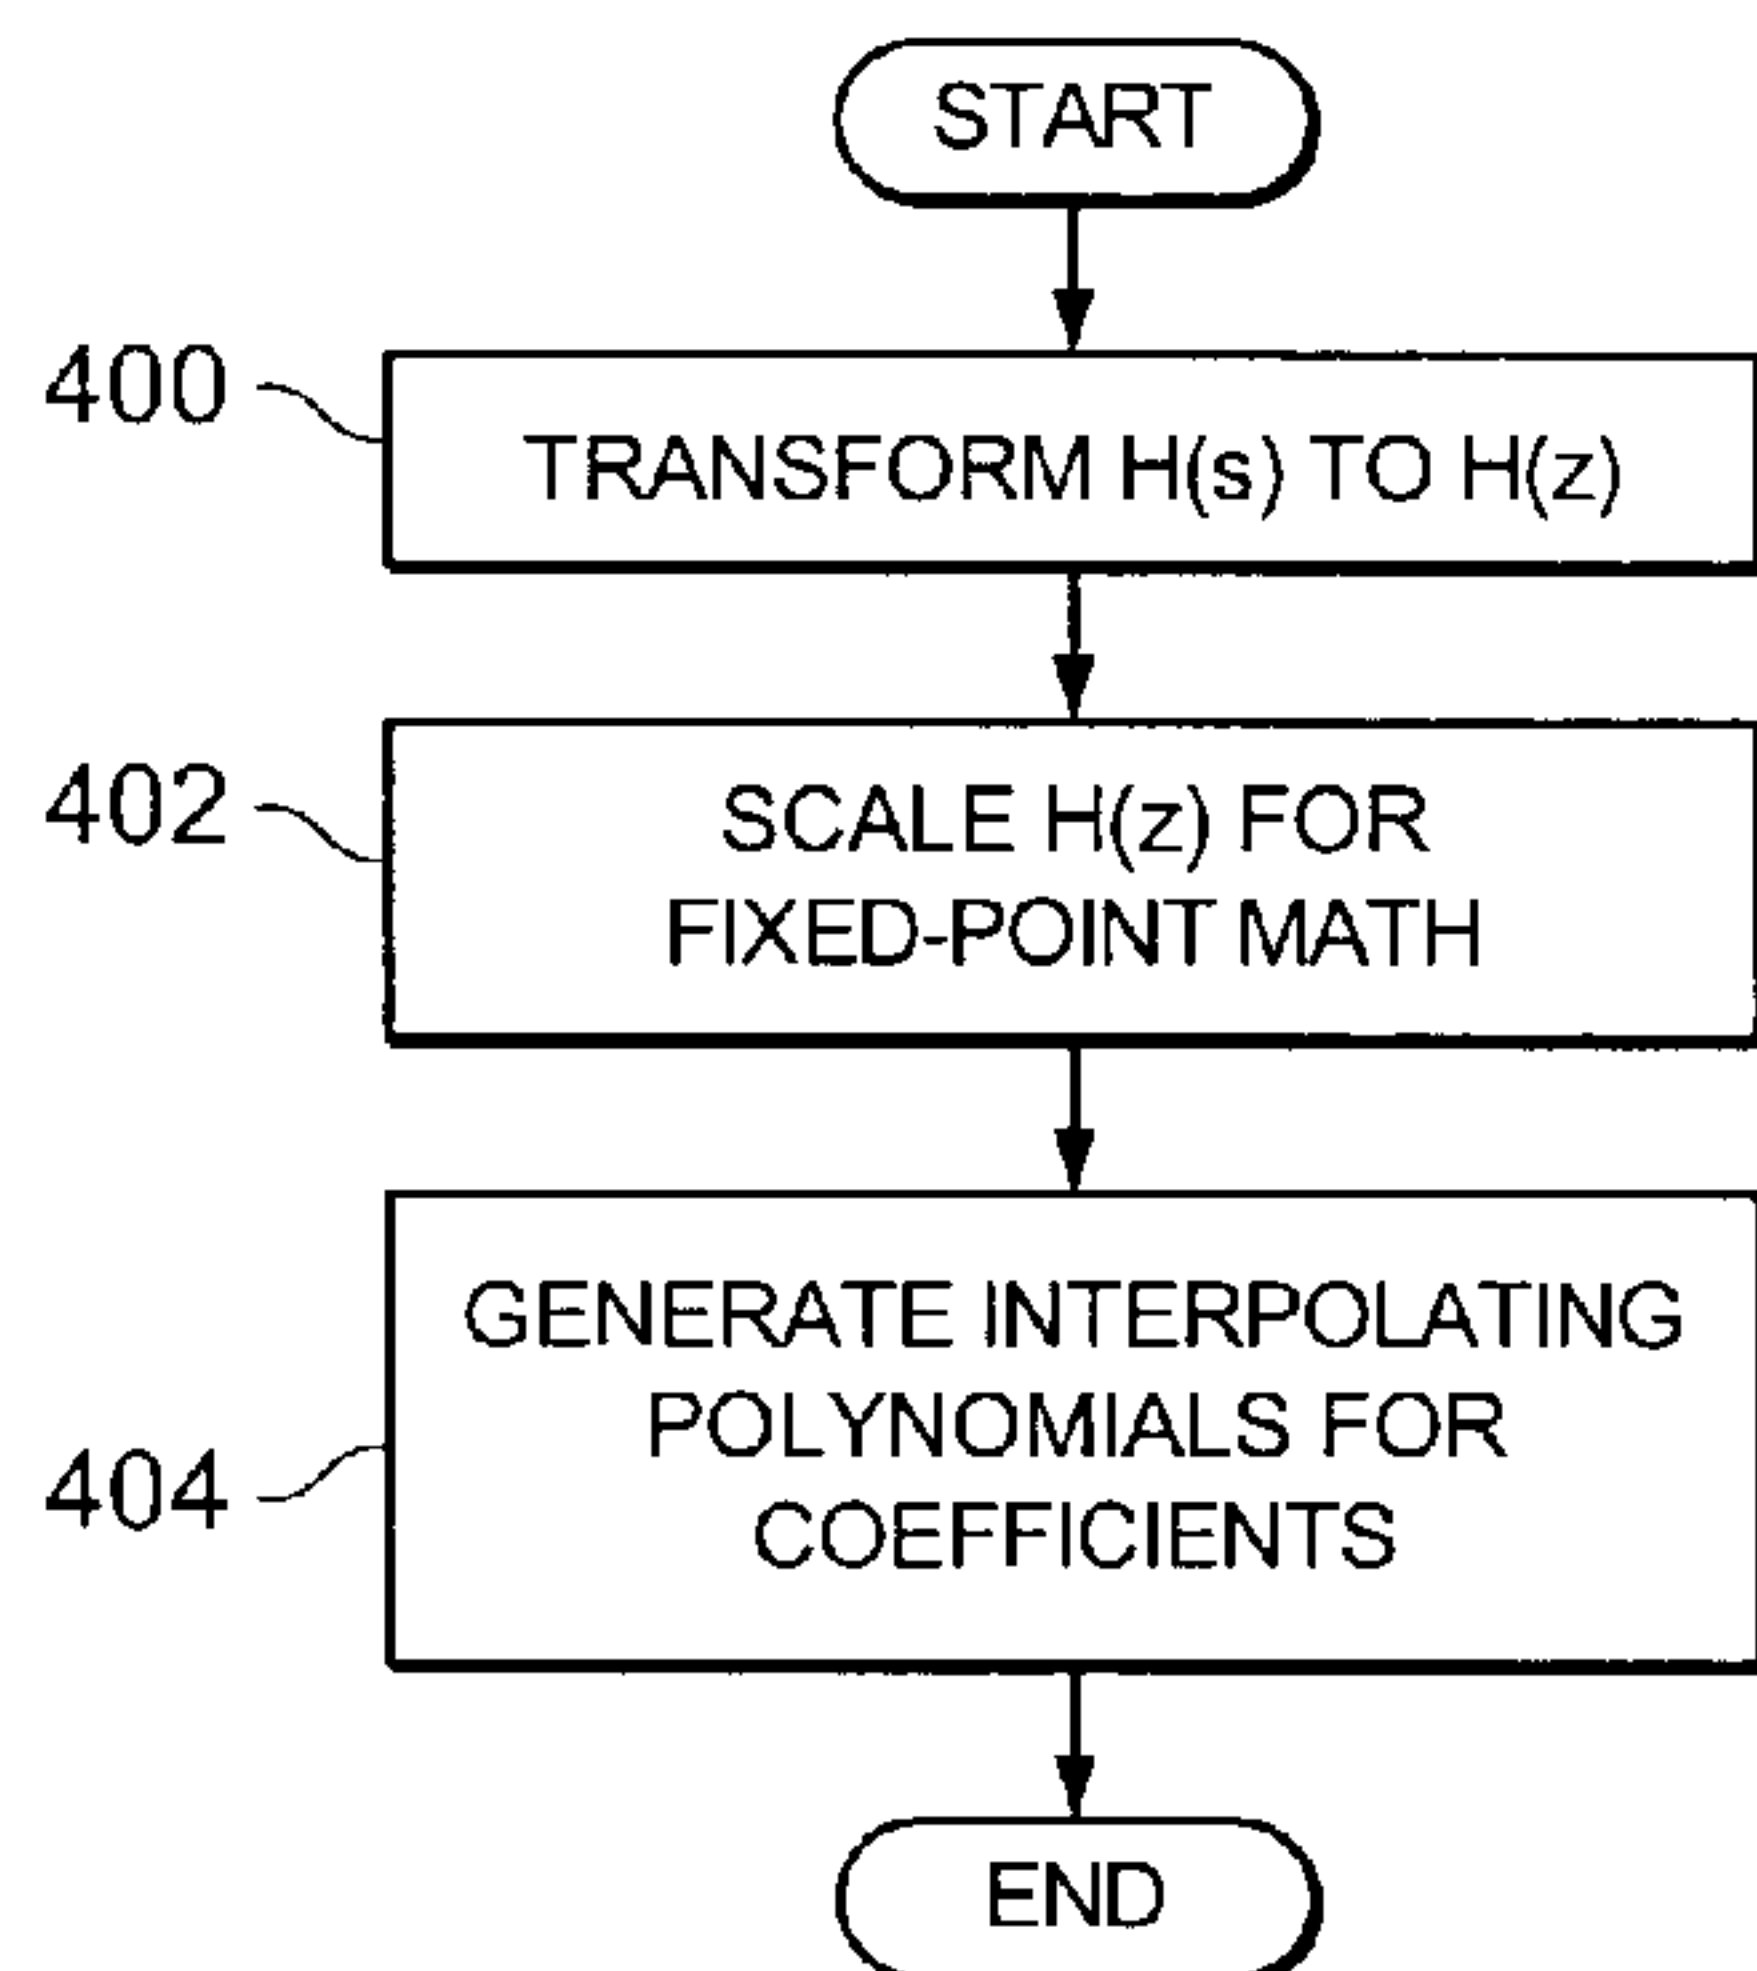 START
400
TRANSFORM H(s) TO H(z)
402
SCALE H(z) FOR
FIXED-POINT MATH
GENERATE INTERPOLATING
POLYNOMIALS FOR
404
COEFFICIENTS
END